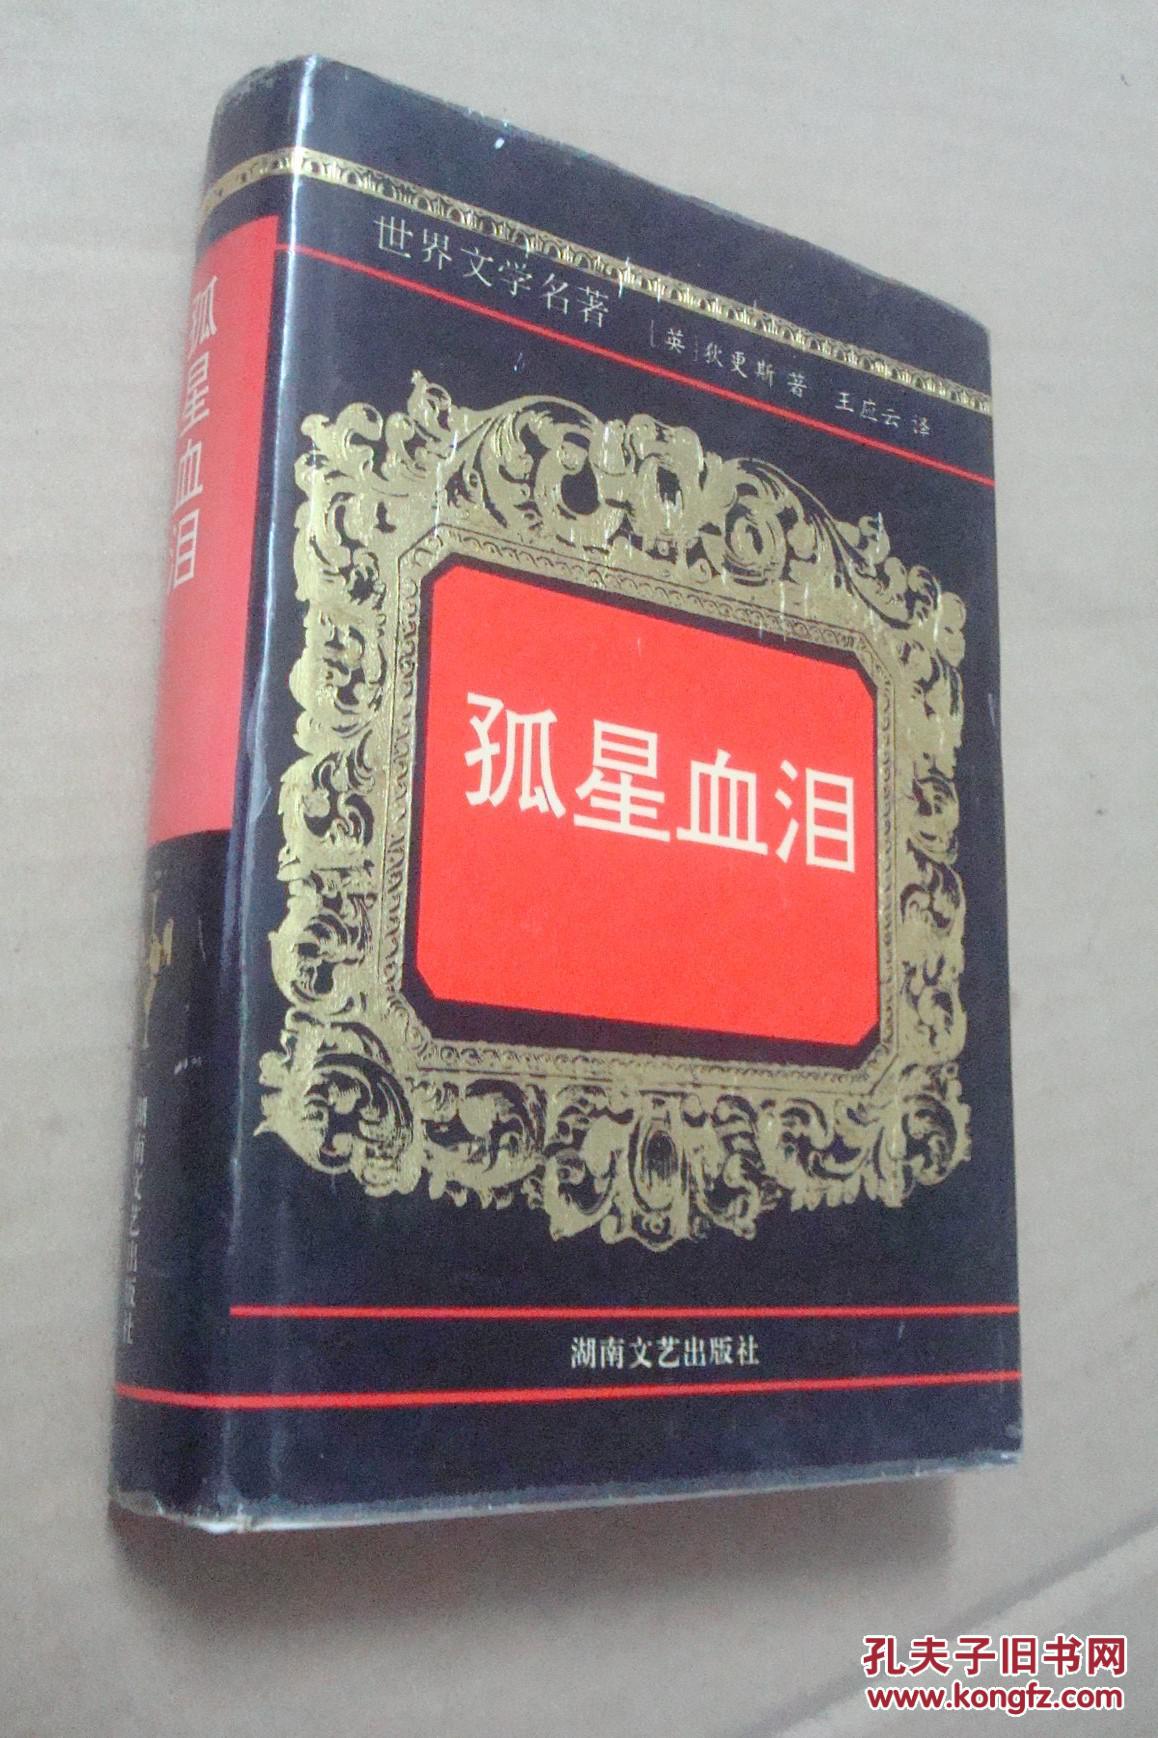 世界文学名著
[英]狄更斯 著 王应云 译
孤星血泪
湖南文艺出版社
孤星血泪
湖南文艺出版社
孔夫子旧书网
www.kongfz.com